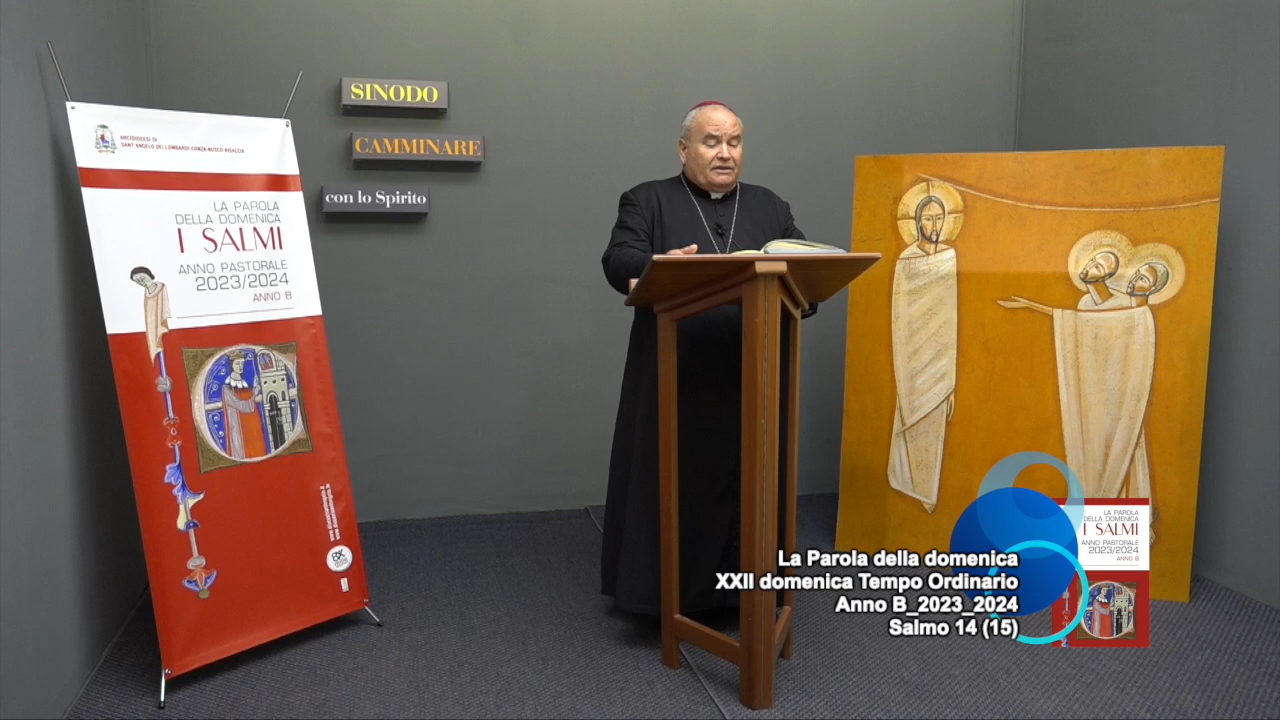 ARCIDIOCESI DI
SANT'ANGELO DEI LOMBARDI-CONZA-NUSCO-BISACCIA
LA PAROLA
DELLA DOMENICA
I SALMI
ANNO PASTORALE
2023/2024
ANNO B
SINODO
CAMMINARE
con lo Spirito
La Parola della domenica
XXII domenica Tempo Ordinario
Anno B_2023_2024
Salmo 14 (15)
LA PAROLA
DELLA DOMENICA
I SALMI
ANNO PASTORALE
2023/2024
ANNO B